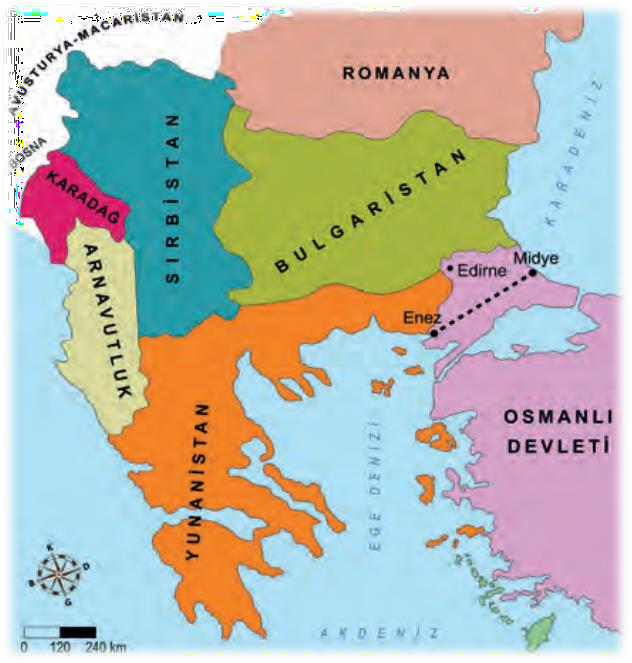 AVUSTURYA-MACARİSTAN
ROMANYA
BOSNA
KARADAĞ
SIRBİSTAN
BULGARİSTAN
KARADENİZ
Edirne
Midye
Enez
ARNAVUTLUK
YUNANİSTAN
EGE DENİZİ
OSMANLI
DEVLETİ
AKDENİZ
K
B
D
G
0 120 240 km